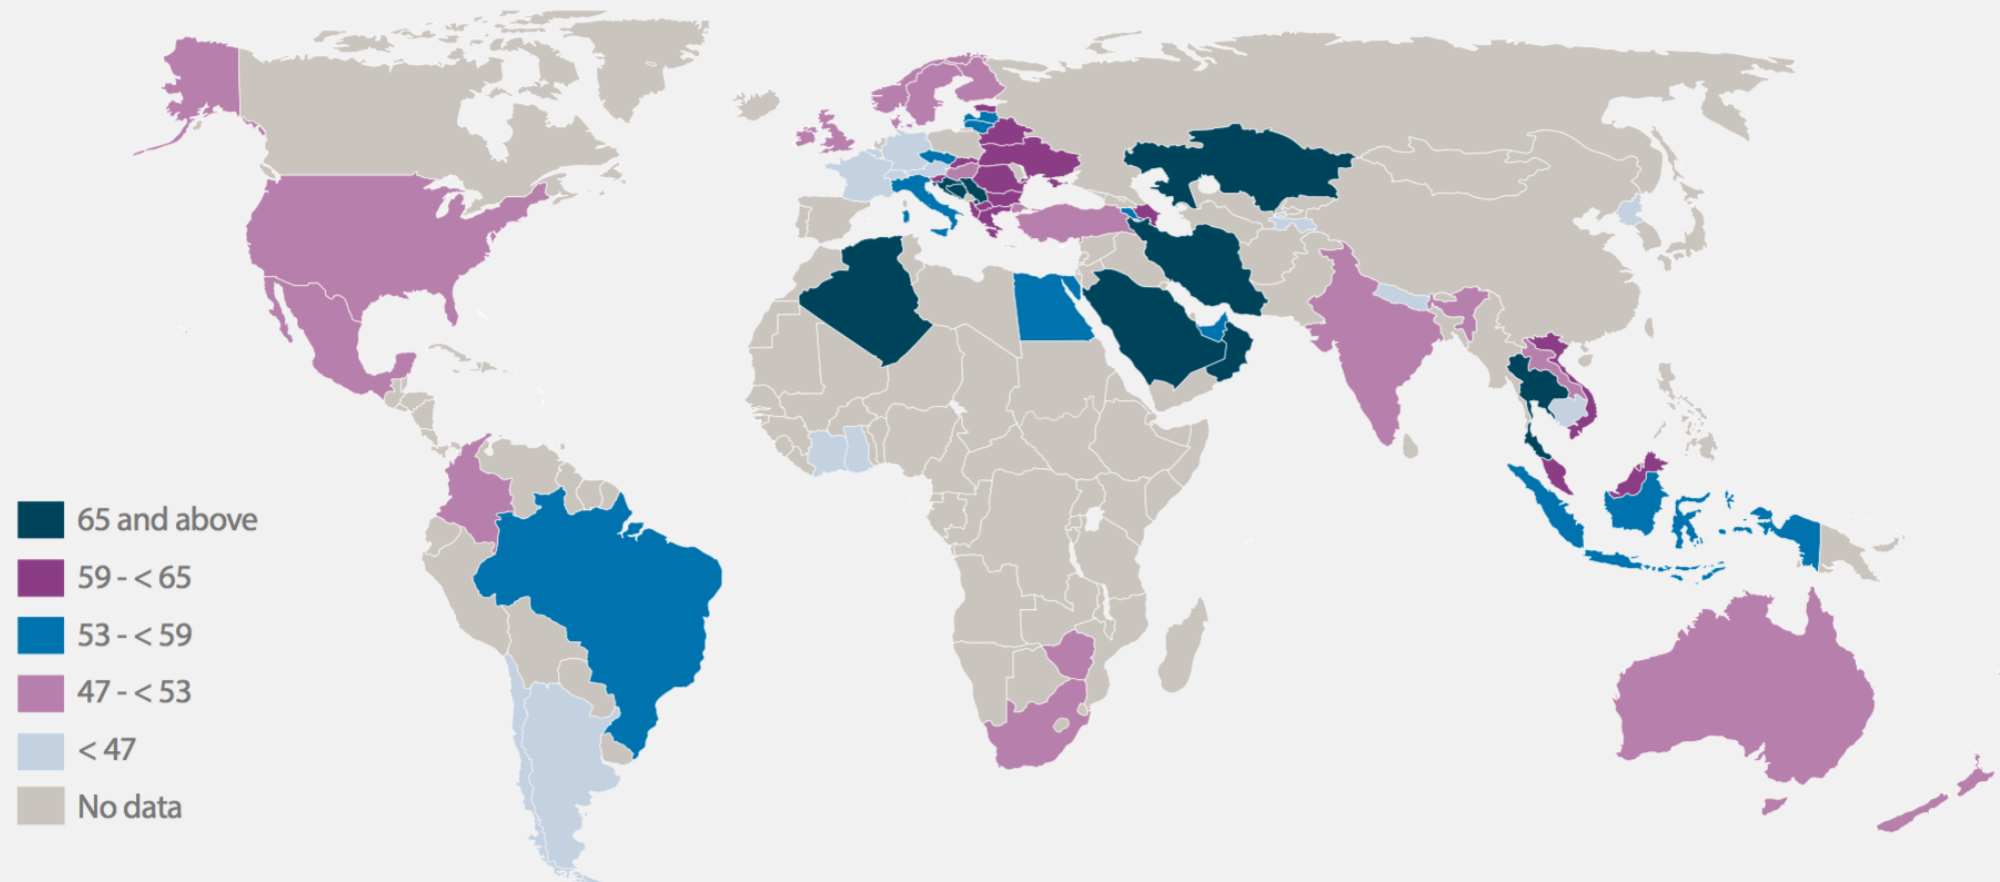 65 and above
59 - < 65
53 - < 59
47 - < 53
< 47
No data